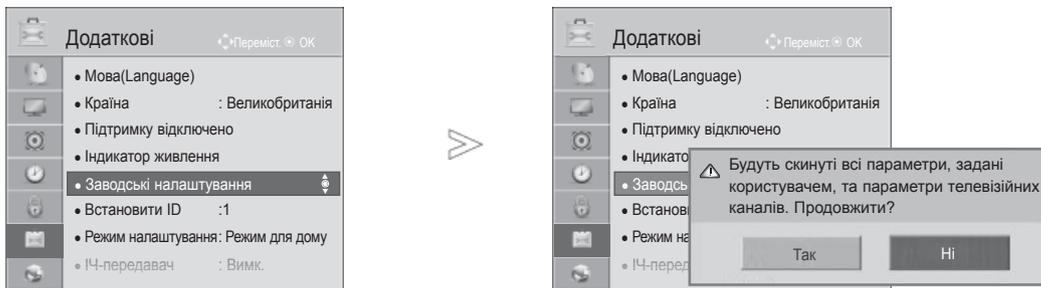 Додаткові
Переміст. OK
• Мова(Language)
• Країна : Великобританія
• Підтримку відключено
• Індикатор живлення
• Заводські налаштування
• Встановити ID :1
• Режим налаштування: Режим для дому
• ІЧ-передавач : Вимк.
Додаткові
Переміст. OK
• Мова(Language)
• Країна : Великобританія
• Підтримку відключено
• Індикато
• Заводсь
• Встанов
• Режим на
• ІЧ-перед
Будуть скинуті всі параметри, задані
користувачем, та параметри телевізійних
каналів. Продовжити?
Так Ні